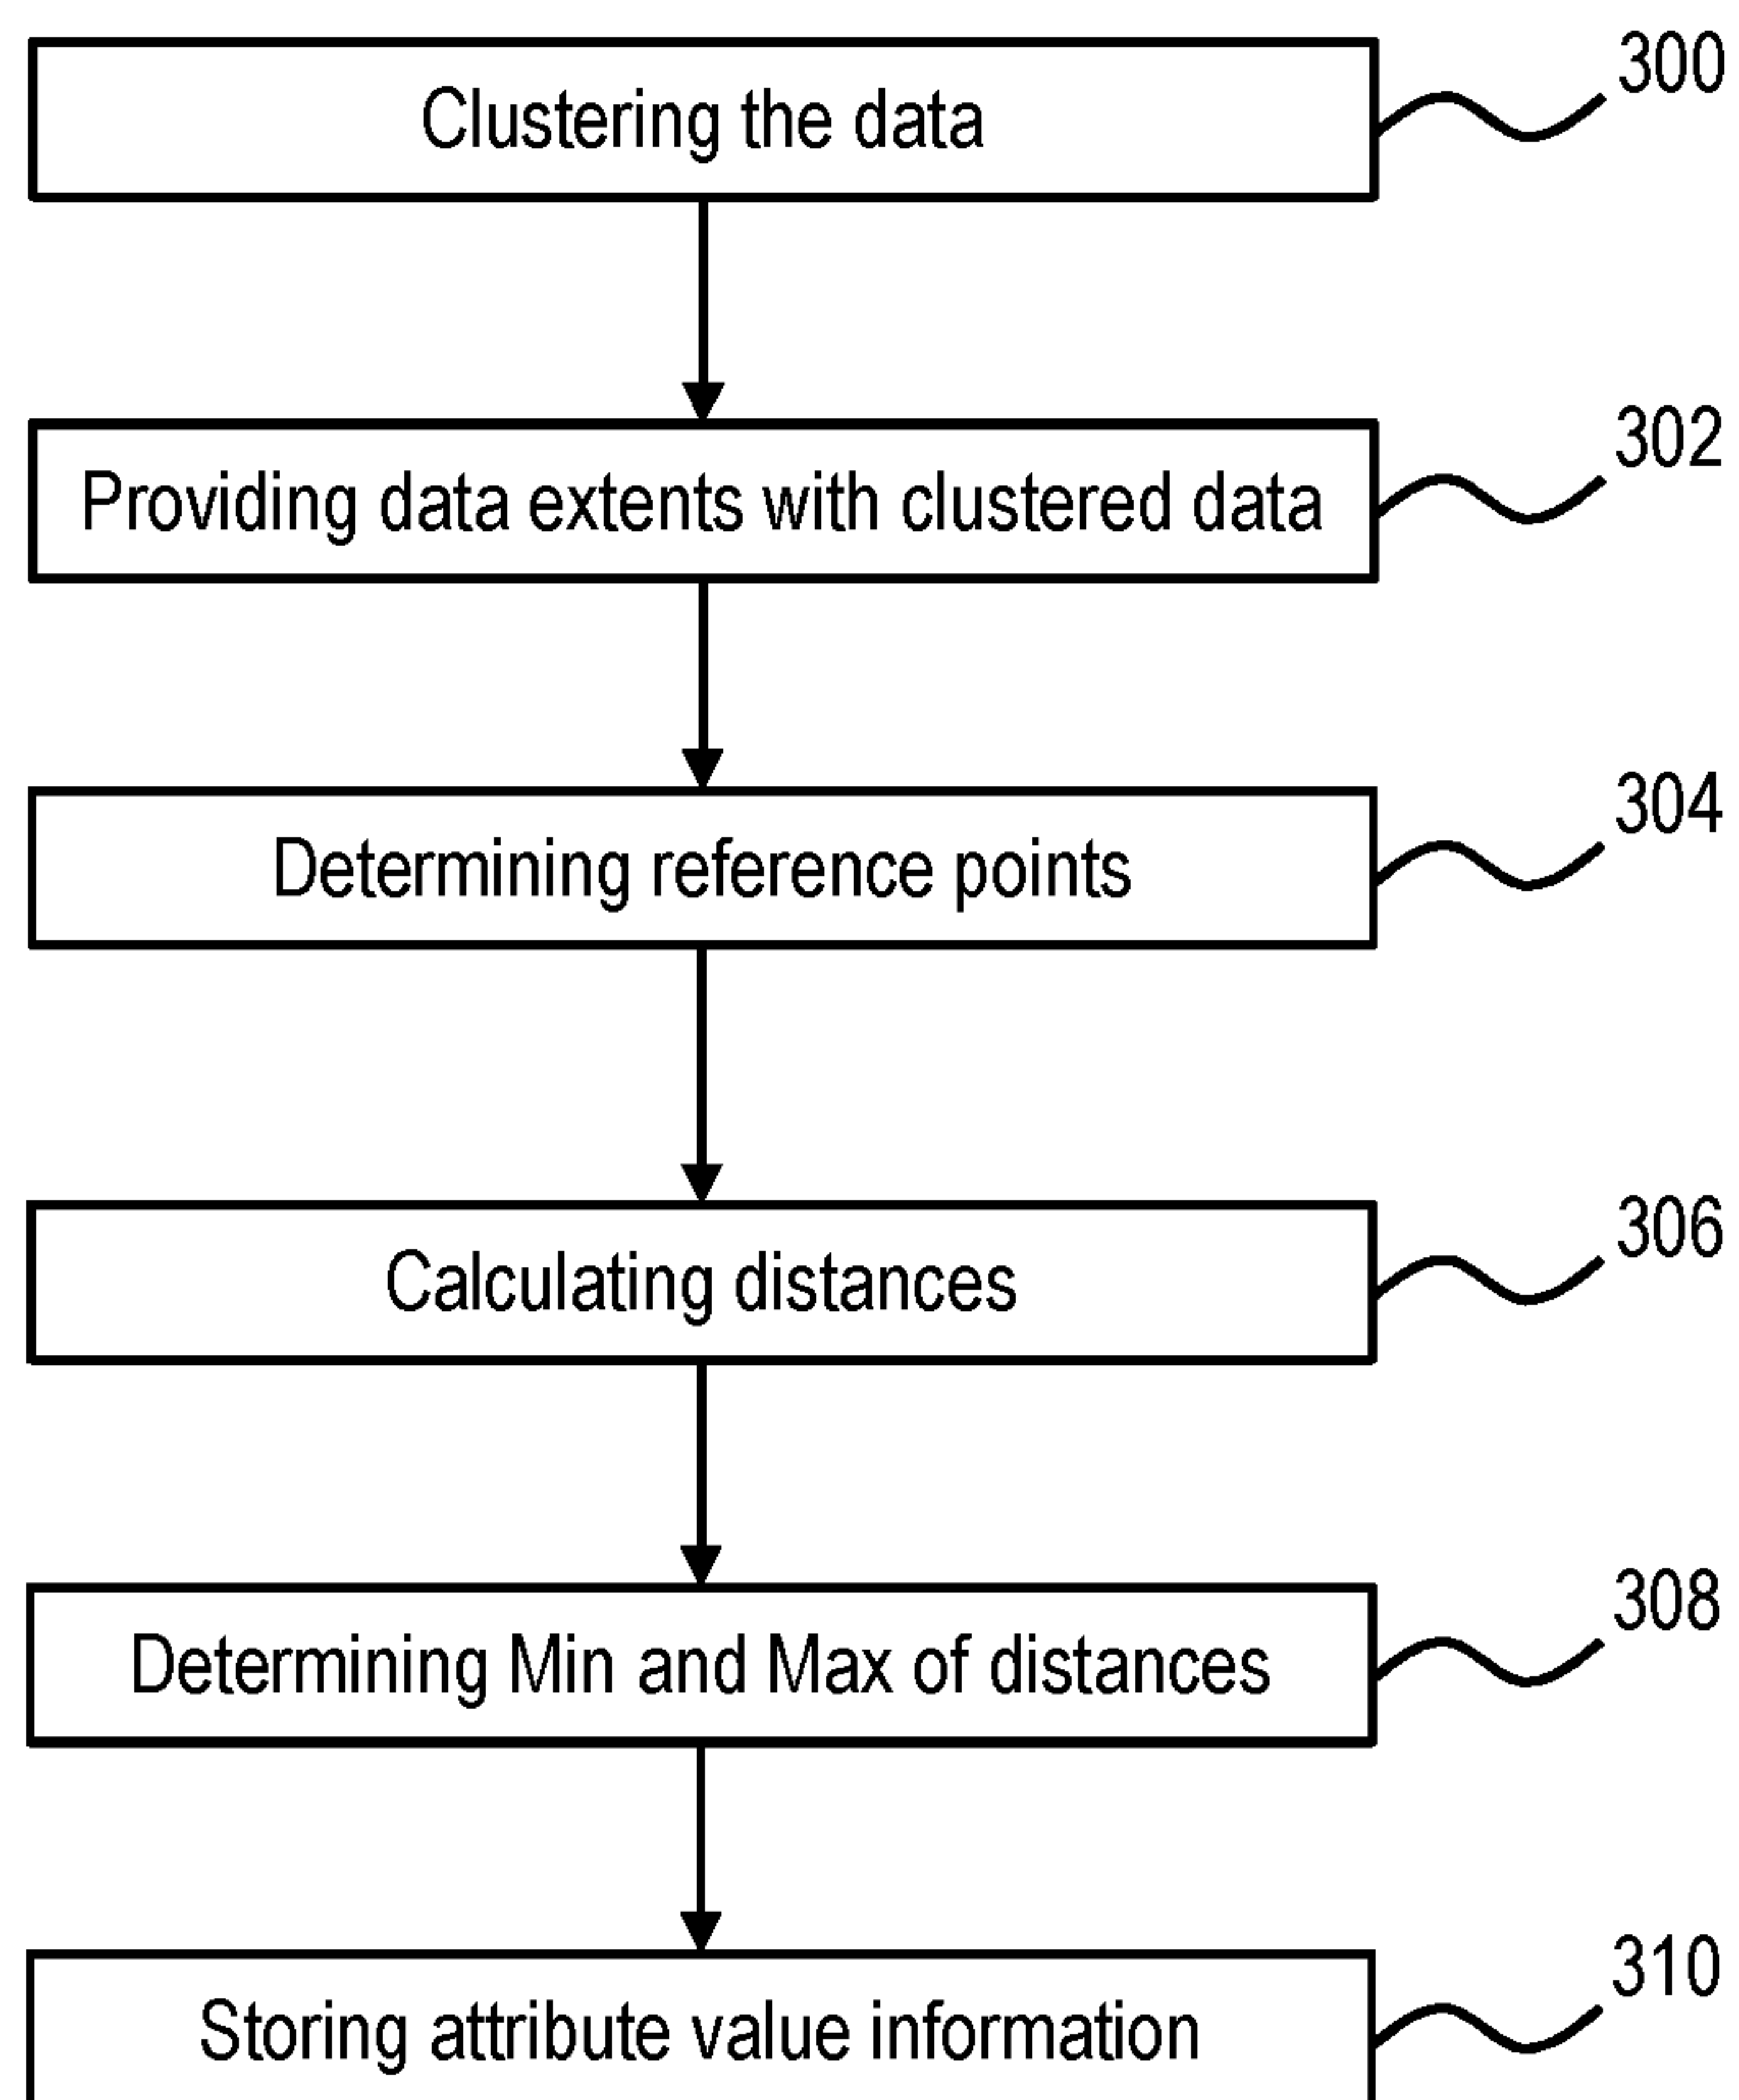 300
Clustering the data
302
Providing data extents with clustered data
304
Determining reference points
306
Calculating distances
308
Determining Min and Max of distances
310
Storing attribute value information